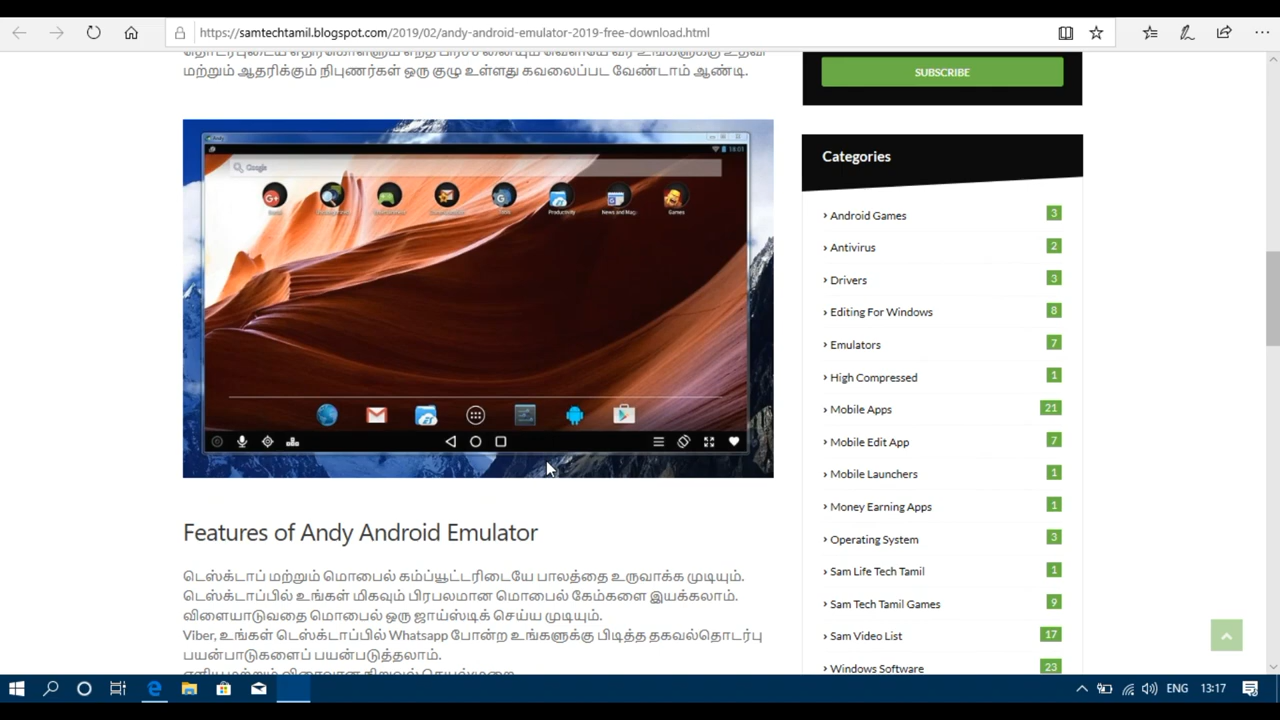 https://samtechtamil.blogspot.com/2019/02/andy-android-emulator-2019-free-download.html
மற்றும் ஆதரிக்கும் நிபுணர்கள் ஒரு குழு உள்ளது கவலைப்பட வேண்டாம் ஆண்டி.
Andy
18:01
Google
Social
Productivity
News and Mag
Games
Features of Andy Android Emulator
டெஸ்க்டாப் மற்றும் மொபைல் கம்ப்யூட்டரிடையே பாலத்தை உருவாக்க முடியும்.
டெஸ்க்டாப்பில் உங்கள் மிகவும் பிரபலமான மொபைல் கேம்களை இயக்கலாம்.
விளையாடுவதை மொபைல் ஒரு ஜாய்ஸ்டிக் செய்ய முடியும்.
Viber, உங்கள் டெஸ்க்டாப்பில் Whatsapp போன்ற உங்களுக்கு பிடித்த தகவல்தொடர்பு
பயன்பாடுகளைப் பயன்படுத்தலாம்.
SUBSCRIBE
Categories
› Android Games 3
› Antivirus 2
› Drivers 3
› Editing For Windows 8
› Emulators 7
› High Compressed 1
› Mobile Apps 21
› Mobile Edit App 7
› Mobile Launchers 1
› Money Earning Apps 1
› Operating System 3
› Sam Life Tech Tamil 1
› Sam Tech Tamil Games 9
› Sam Video List 17
› Windows Software 23
ENG 13:17